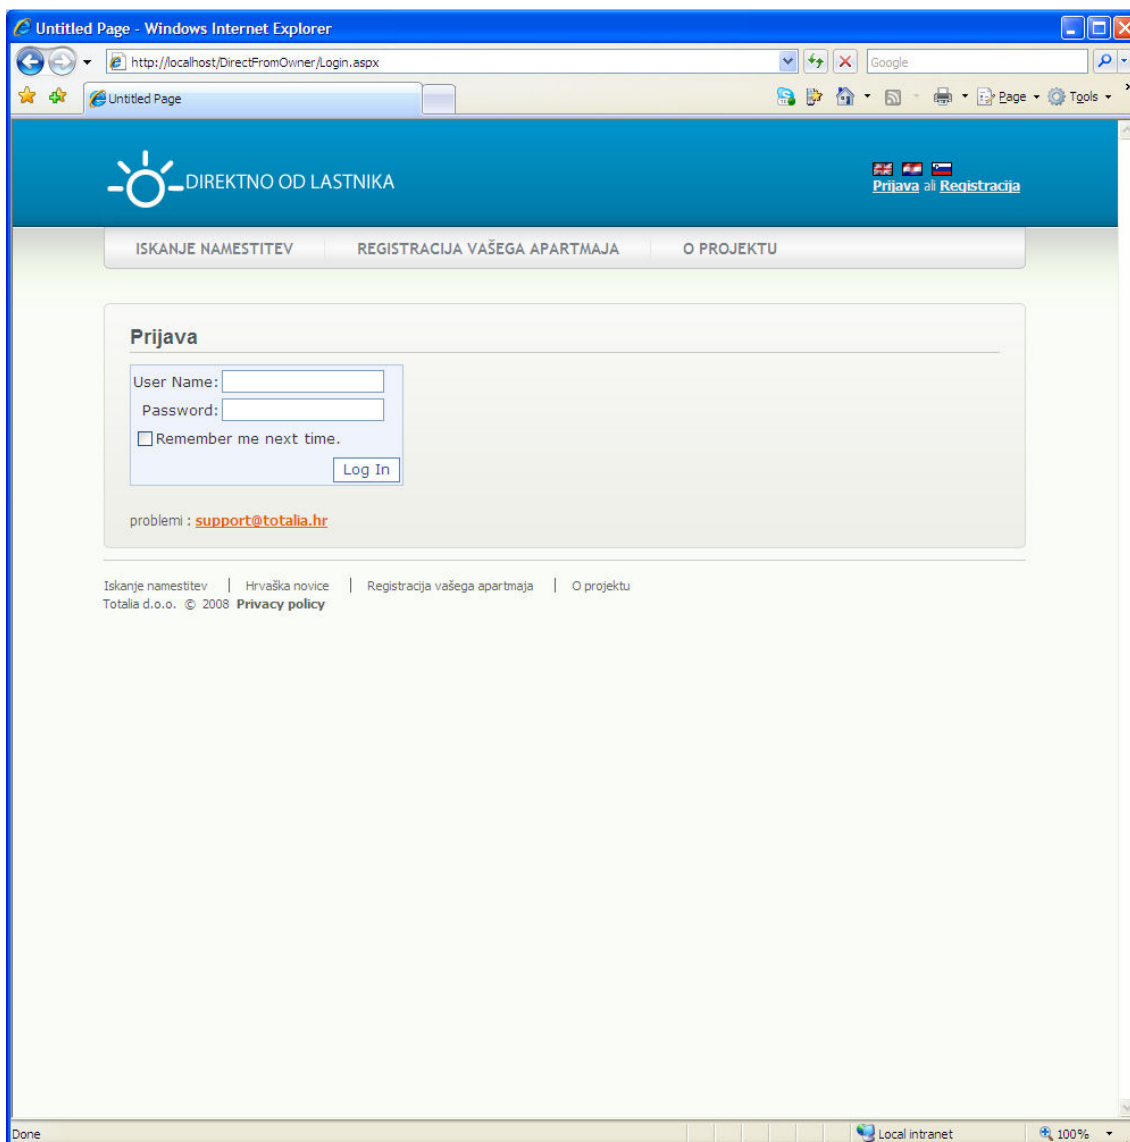 Untitled Page - Windows Internet Explorer
http://localhost/DirectFromOwner/Login.aspx
Google
Untitled Page
Page
Tools
DIREKTNO OD LASTNIKA
Prijava ali Registracija
ISKANJE NAMESTITEV REGISTRACIJA VAŠEGA APARTMAJA O PROJEKTU
Prijava
User Name:
Password:
Remember me next time.
Log In
problemi : support@totalia.hr
Iskanje namestitev | Hrvaška novice | Registracija vašega apartmaja | O projektu
Totalia d.o.o. © 2008 Privacy policy
Done
Local intranet
100%